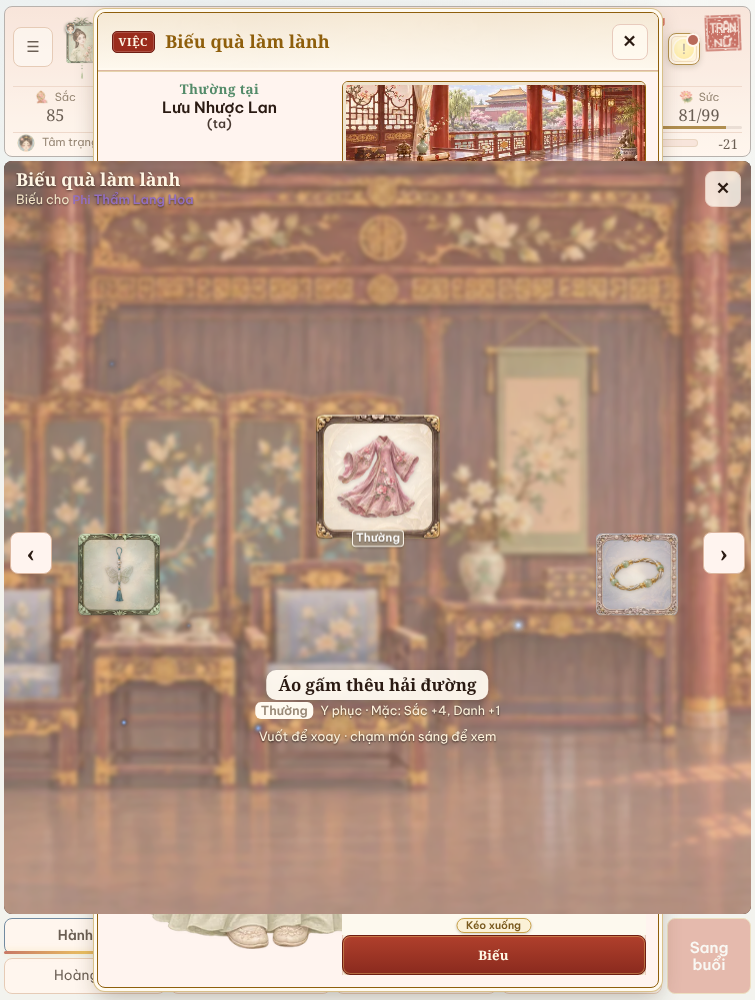 VIỆC Biếu quà làm lành ✕
☰
Thường tại
Lưu Nhược Lan
(ta)
Sắc
85
Tâm trạng
TRÂN NỮ
Sức
81/99
-21
Biếu quà làm lành
Biếu cho Thẩm Lang Hoa
✕
Thường
‹
›
Áo gấm thêu hải đường
Thường Y phục · Mặc: Sắc +4, Danh +1
Vuốt để xoay · chạm món sáng để xem
Kéo xuống
Biếu
Hành
Hoàng
Sang
buổi